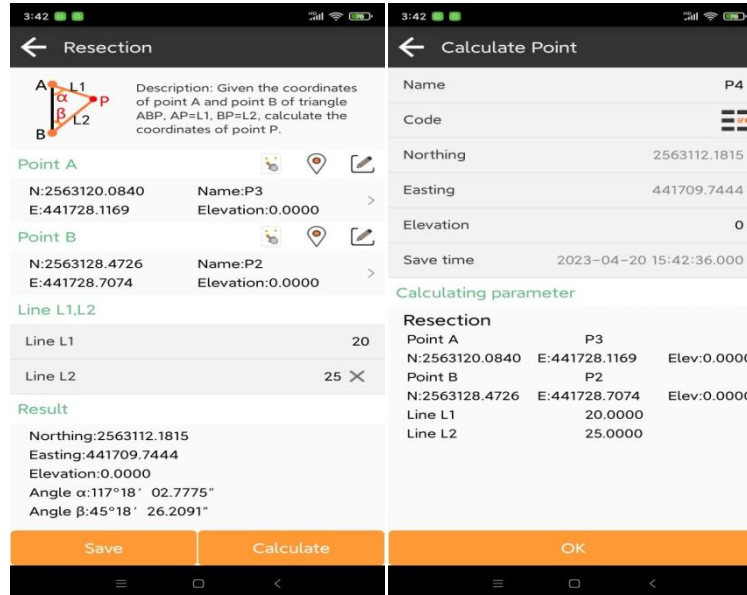 3:42
Resection
A L1
α P
β L2
B
Description: Given the coordinates
of point A and point B of triangle
ABP, AP=L1, BP=L2, calculate the
coordinates of point P.
Point A
N:2563120.0840 Name:P3
E:441728.1169 Elevation:0.0000
Point B
N:2563128.4726 Name:P2
E:441728.7074 Elevation:0.0000
Line L1,L2
Line L1 20
Line L2 25
Result
Northing:2563112.1815
Easting:441709.7444
Elevation:0.0000
Angle α:117°18′ 02.7775″
Angle β:45°18′ 26.2091″
Save Calculate
3:42
Calculate Point
Name P4
Code
Northing 2563112.1815
Easting 441709.7444
Elevation 0
Save time 2023-04-20 15:42:36.000
Calculating parameter
Resection
Point A P3
N:2563120.0840 E:441728.1169 Elev:0.0000
Point B P2
N:2563128.4726 E:441728.7074 Elev:0.0000
Line L1 20.0000
Line L2 25.0000
OK